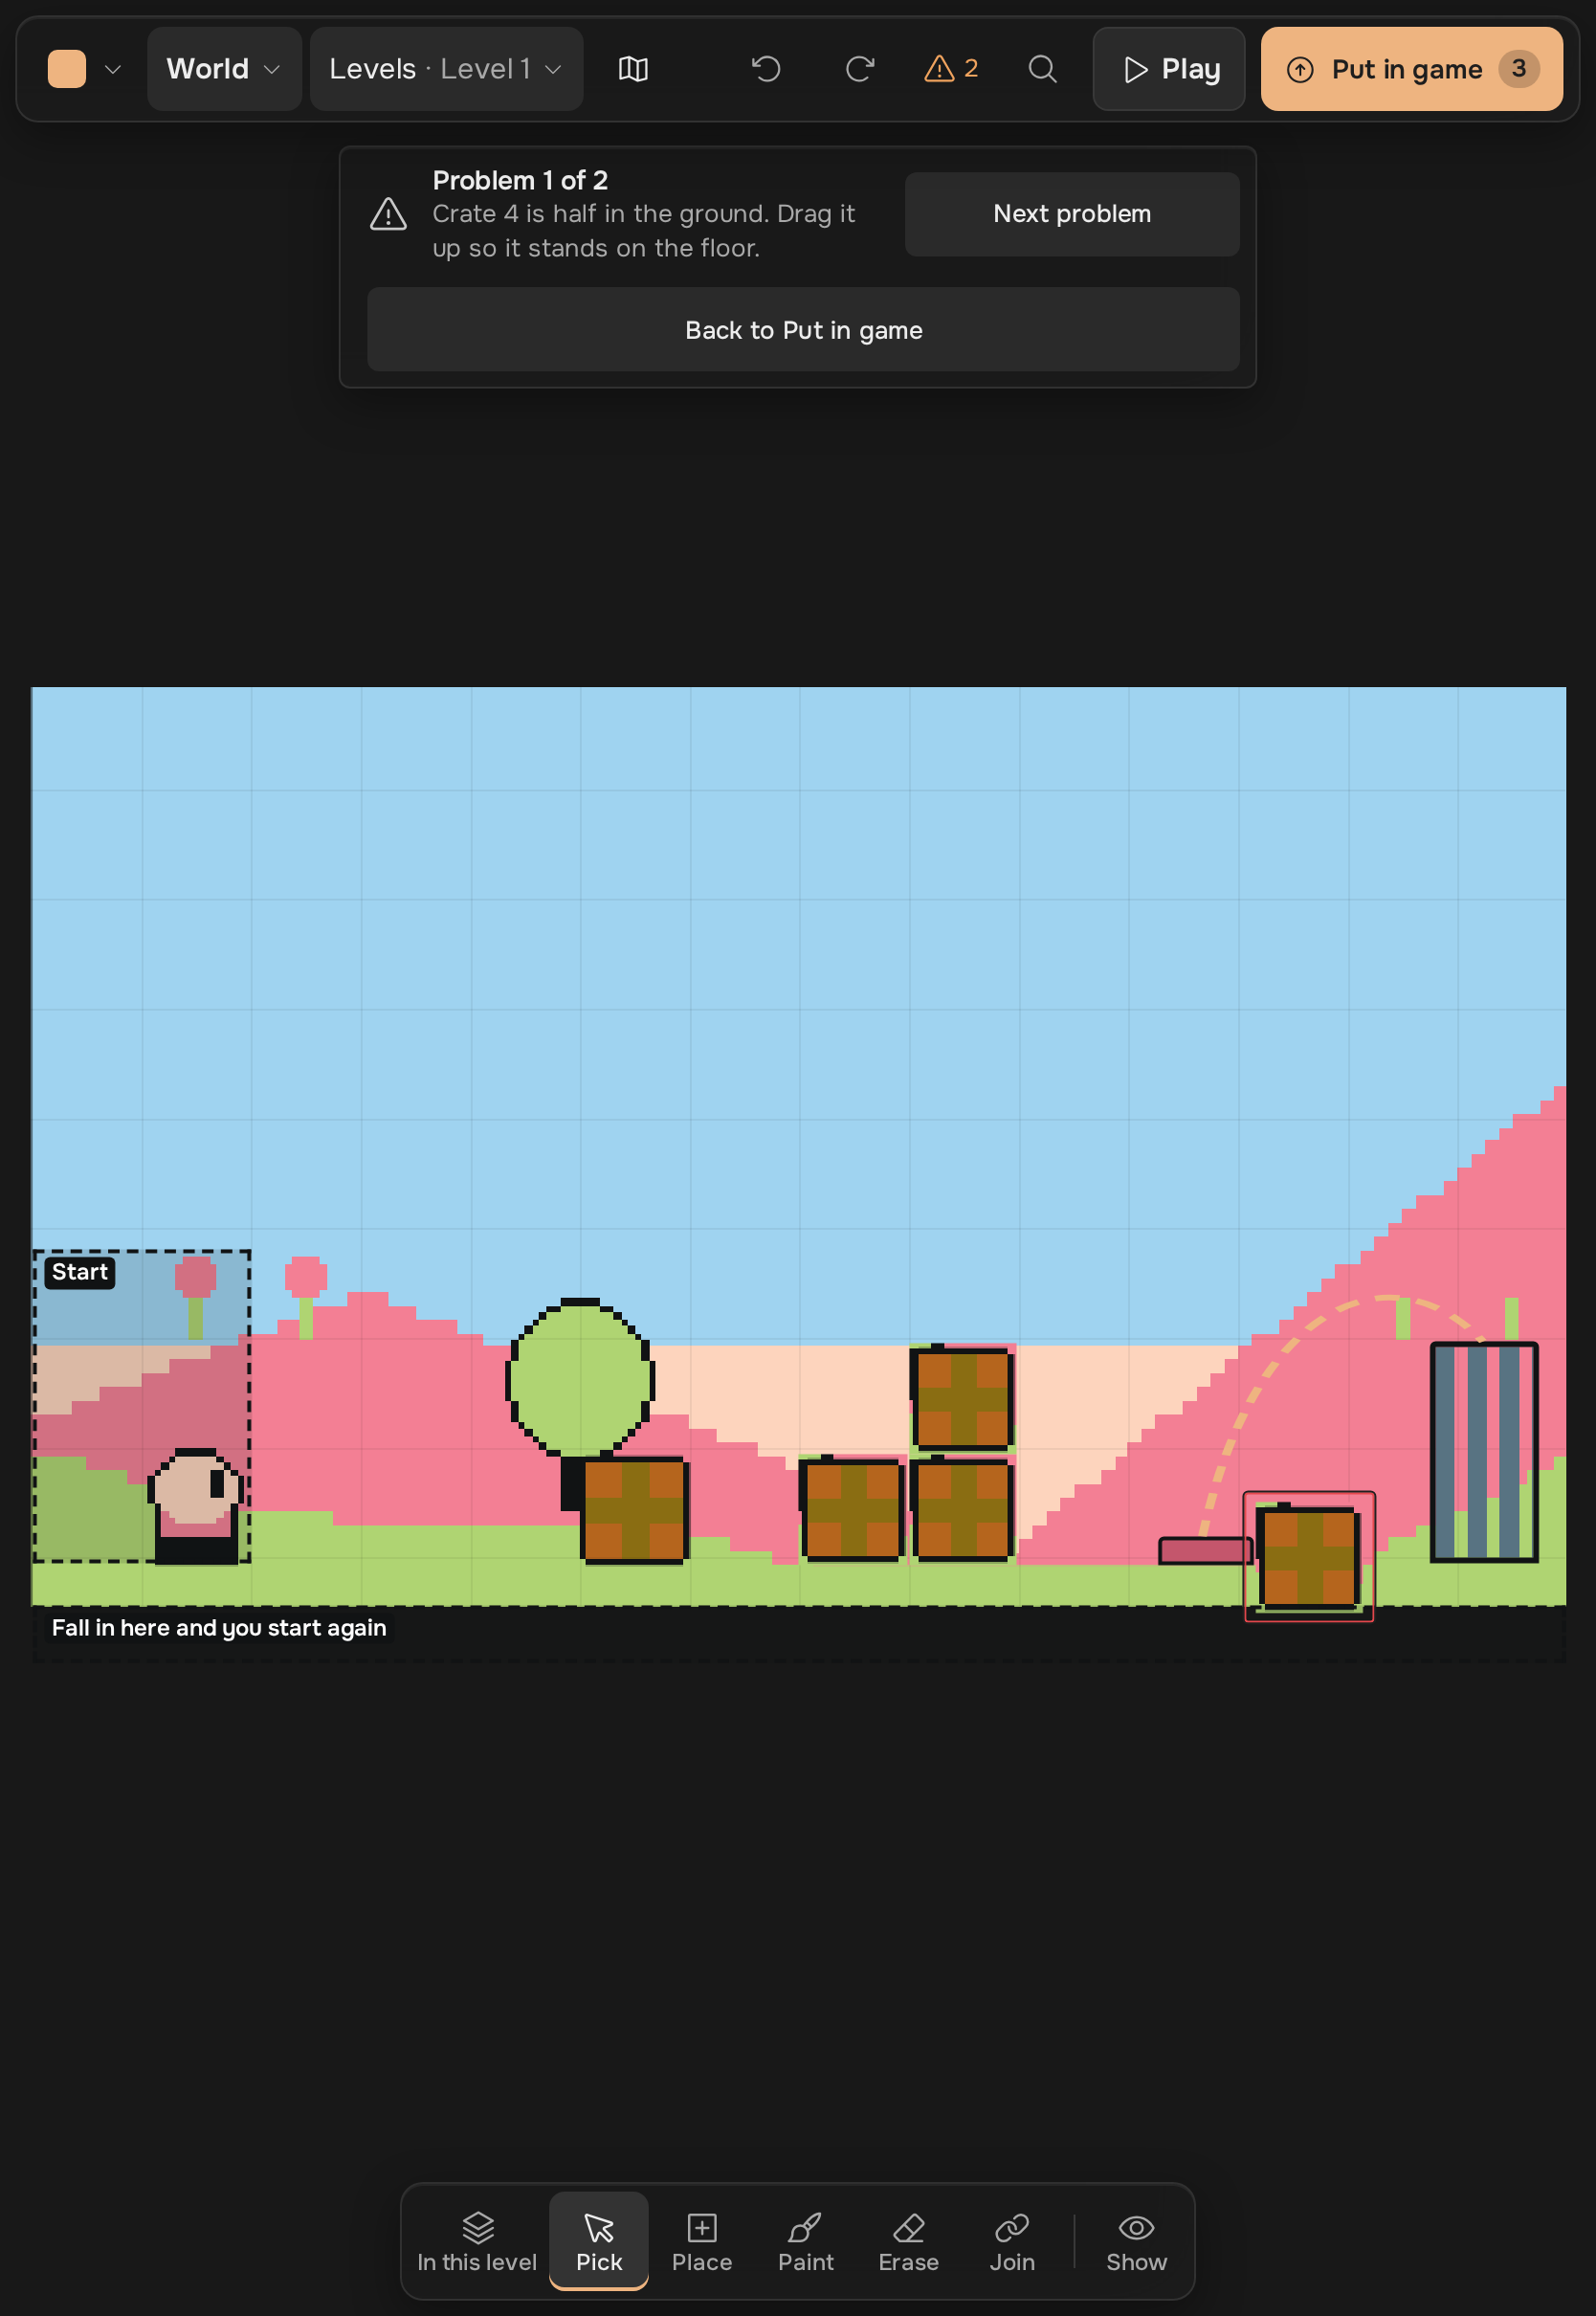 World
Levels · Level 1
2
Play
Put in game 3
Problem 1 of 2
Crate 4 is half in the ground. Drag it
up so it stands on the floor.
Next problem
Back to Put in game
Start
Fall in here and you start again
In this level
Pick
Place
Paint
Erase
Join
Show